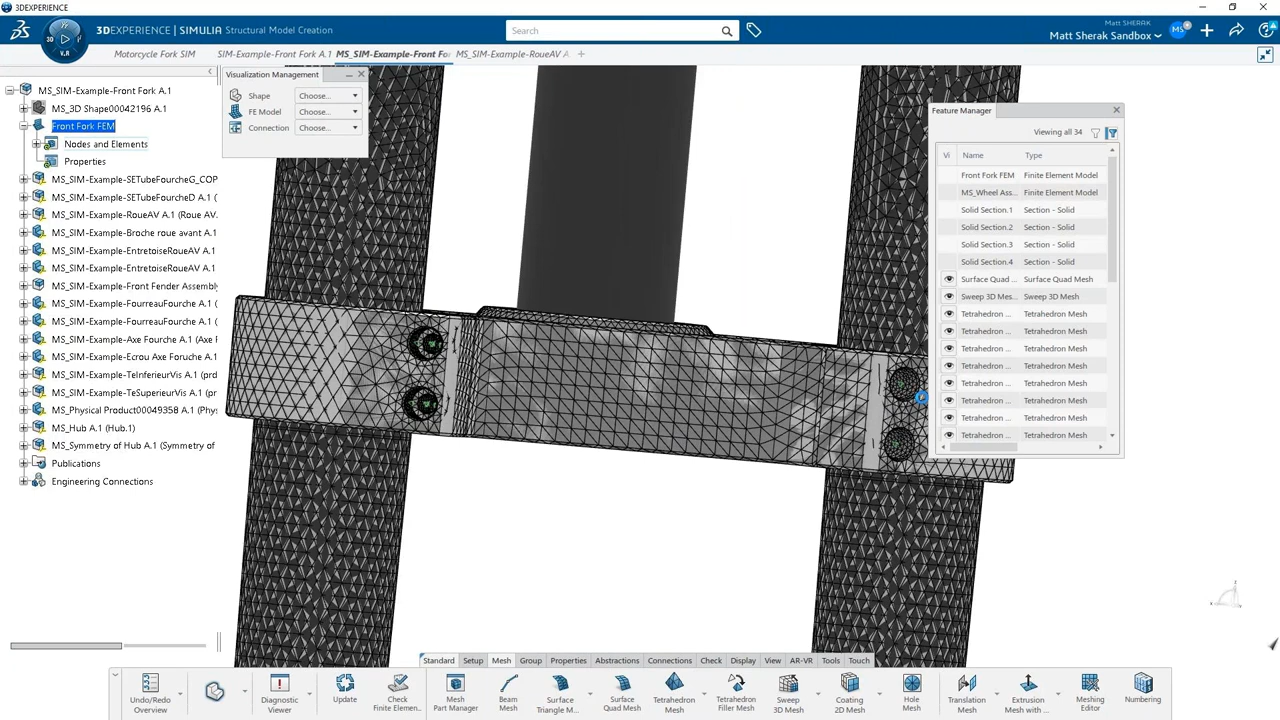 3DEXPERIENCE
3DEXPERIENCE | SIMULIA Structural Model Creation
Search
Matt SHERAK
Matt Sherak Sandbox
MS
3D
V.R
Motorcycle Fork SIM
SIM-Example-Front Fork A.1
MS_SIM-Example-Front Fo
MS_SIM-Example-RoueAV A
MS_SIM-Example-Front Fork A.1
MS_3D Shape00042196 A.1
Front Fork FEM
Nodes and Elements
Properties
MS_SIM-Example-SETubeFourcheG_COP
MS_SIM-Example-SETubeFourcheD A.1
MS_SIM-Example-RoueAV A.1 (Roue AV.
MS_SIM-Example-Broche roue avant A.1
MS_SIM-Example-EntretoiseRoueAV A.1
MS_SIM-Example-EntretoiseRoueAV A.1
MS_SIM-Example-Front Fender Assembly
MS_SIM-Example-FourreauFourche A.1 (
MS_SIM-Example-FourreauFourche A.1 (
MS_SIM-Example-Axe Fourche A.1 (Axe F
MS_SIM-Example-Ecrou Axe Foruche A.1
MS_SIM-Example-TeInferieurVis A.1 (prd
MS_SIM-Example-TeSuperieurVis A.1 (pr
MS_Physical Product00049358 A.1 (Phys
MS_Hub A.1 (Hub.1)
MS_Symmetry of Hub A.1 (Symmetry of
Publications
Engineering Connections
Visualization Management
Shape Choose...
FE Model Choose...
Connection Choose...
Feature Manager
Viewing all 34
Vi Name Type
Front Fork FEM Finite Element Model
MS_Wheel Ass... Finite Element Model
Solid Section.1 Section - Solid
Solid Section.2 Section - Solid
Solid Section.3 Section - Solid
Solid Section.4 Section - Solid
Surface Quad ... Surface Quad Mesh
Sweep 3D Mes... Sweep 3D Mesh
Tetrahedron ... Tetrahedron Mesh
Tetrahedron ... Tetrahedron Mesh
Tetrahedron ... Tetrahedron Mesh
Tetrahedron ... Tetrahedron Mesh
Tetrahedron ... Tetrahedron Mesh
Tetrahedron ... Tetrahedron Mesh
Tetrahedron ... Tetrahedron Mesh
Tetrahedron ... Tetrahedron Mesh
Standard Setup Mesh Group Properties Abstractions Connections Check Display View AR-VR Tools Touch
Undo/Redo Overview
Diagnostic Viewer
Update
Check Finite Elemen...
Mesh Part Manager
Beam Mesh
Surface Triangle M...
Surface Quad Mesh
Tetrahedron Mesh
Tetrahedron Filler Mesh
Sweep 3D Mesh
Coating 2D Mesh
Hole Mesh
Translation Mesh
Extrusion Mesh with ...
Meshing Editor
Numbering